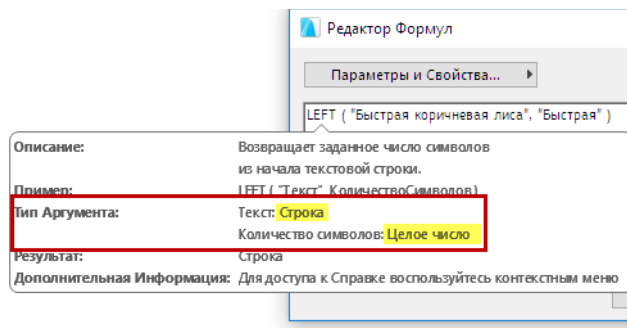 Редактор Формул
Параметры и Свойства...
LEFT ( "Быстрая коричневая лиса", "Быстрая" )
Описание: Возвращает заданное число символов
из начала текстовой строки.
Пример: LEFT ( "Текст", КоличествоСимволов )
Тип Аргумента: Текст: Строка
Количество символов: Целое число
Результат: Строка
Дополнительная Информация: Для доступа к Справке воспользуйтесь контекстным меню